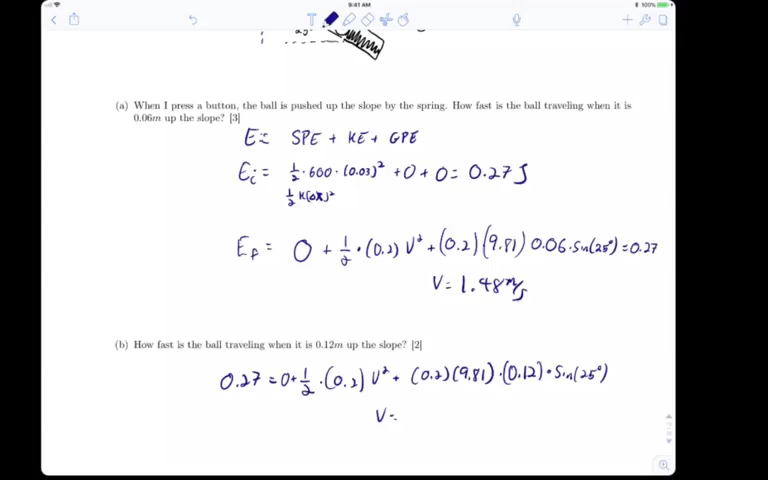 9:41 AM
100%
T
25°
(a) When I press a button, the ball is pushed up the slope by the spring. How fast is the ball traveling when it is
0.06m up the slope? [3]
E = SPE + KE + GPE
Ei = 1/2 · 600 · (0.03)² + 0 + 0 = 0.27 J
1/2 K(Δx)²
Ef = 0 + 1/2 · (0.2) V² + (0.2)(9.81) 0.06 · sin(25°) = 0.27
V = 1.48 m/s
(b) How fast is the ball traveling when it is 0.12m up the slope? [2]
0.27 = 0 + 1/2 · (0.2) V² + (0.2)(9.81) · (0.12) · sin(25°)
V =